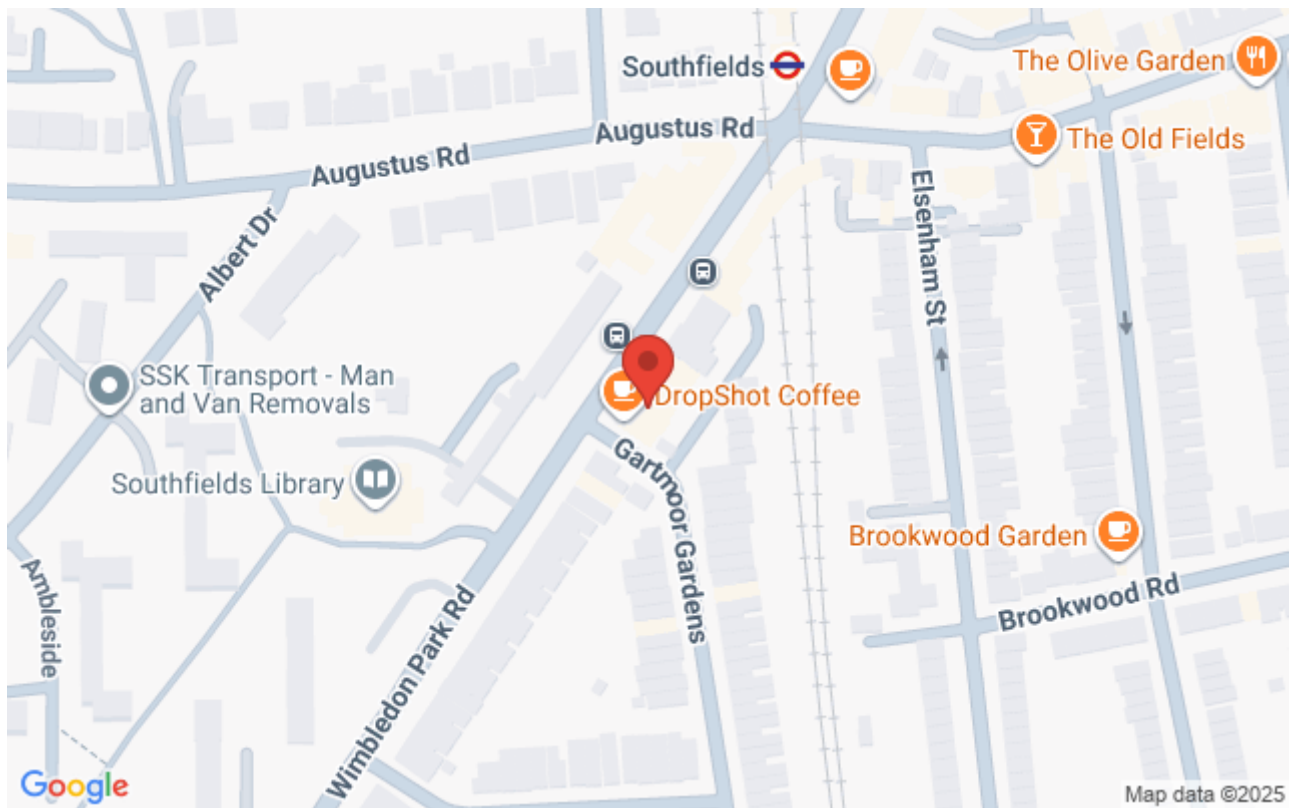 Southfields
The Olive Garden
Augustus Rd
The Old Fields
Augustus Rd
Elsenham St
Albert Dr
SSK Transport - Man
and Van Removals
DropShot Coffee
Gartmoor Gardens
Southfields Library
Brookwood Garden
Brookwood Rd
Ambleside
Wimbledon Park Rd
Google
Map data ©2025